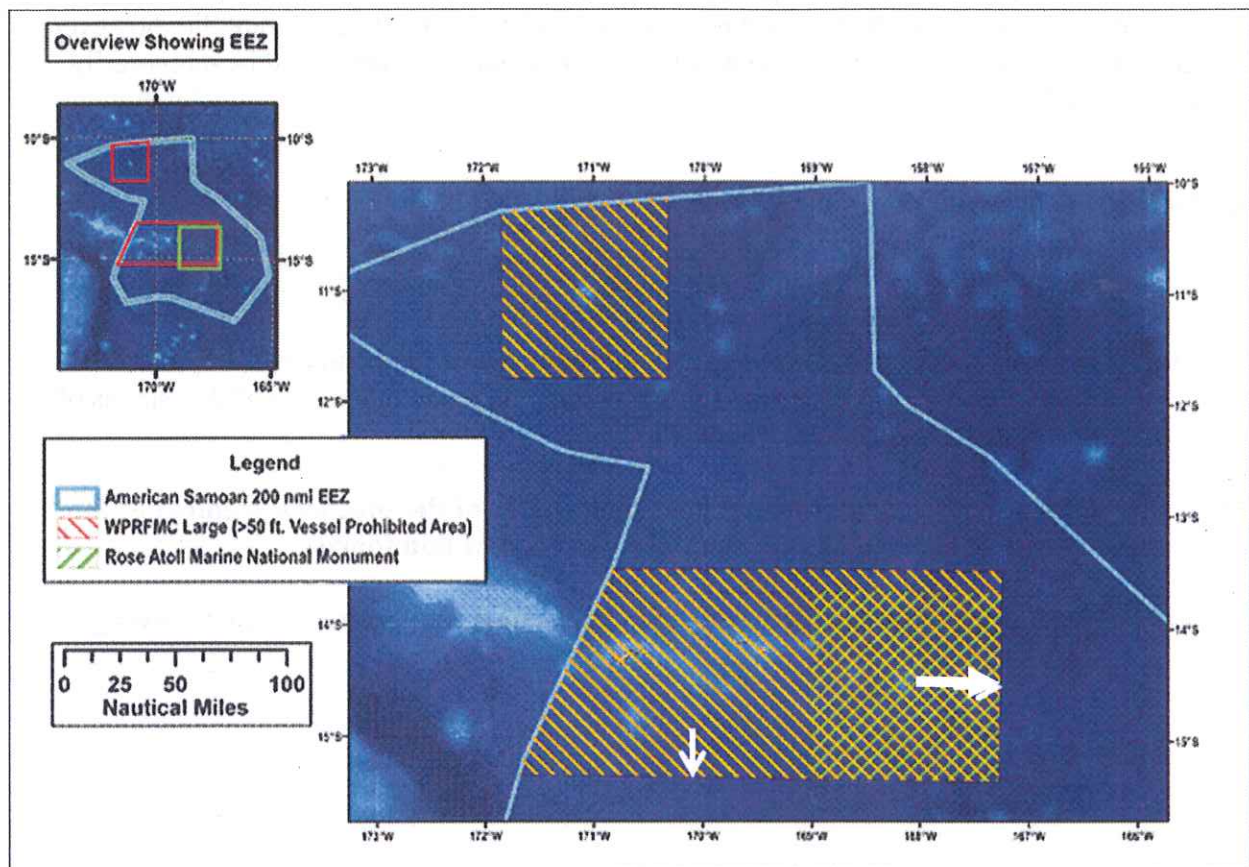 Overview Showing EEZ
170°W
10°S
10°S
15°S
15°S
170°W
165°W
173°W
172°W
171°W
170°W
169°W
168°W
167°W
166°W
10°S
11°S
11°S
12°S
12°S
13°S
14°S
14°S
15°S
15°S
173°W
172°W
171°W
170°W
169°W
168°W
167°W
166°W
Legend
American Samoan 200 nmi EEZ
WPRFMC Large (>50 ft. Vessel Prohibited Area)
Rose Atoll Marine National Monument
0 25 50 100
Nautical Miles